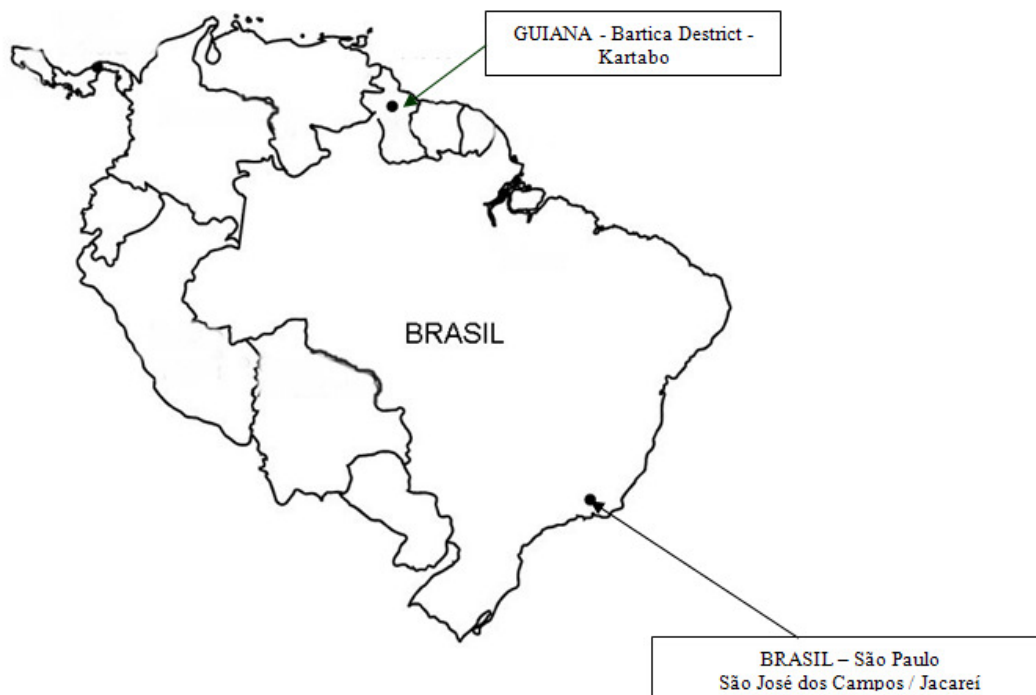 GUIANA - Bartica Destrict -
Kartabo
BRASIL
BRASIL – São Paulo
São José dos Campos / Jacareí